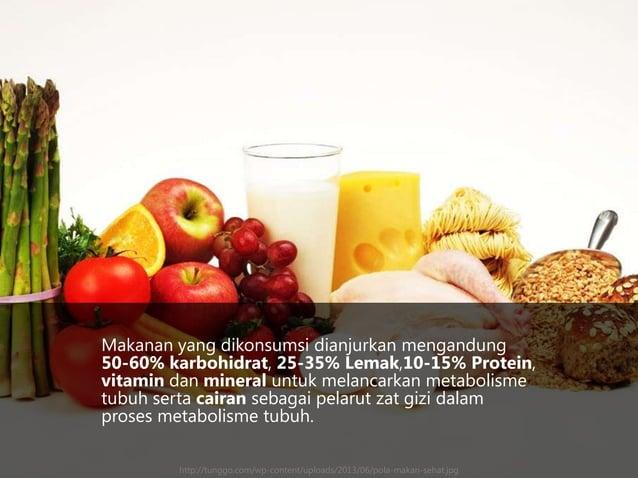 Makanan yang dikonsumsi dianjurkan mengandung
50-60% karbohidrat, 25-35% Lemak,10-15% Protein,
vitamin dan mineral untuk melancarkan metabolisme
tubuh serta cairan sebagai pelarut zat gizi dalam
proses metabolisme tubuh.
http://tunggo.com/wp-content/uploads/2013/06/pola-makan-sehat.jpg